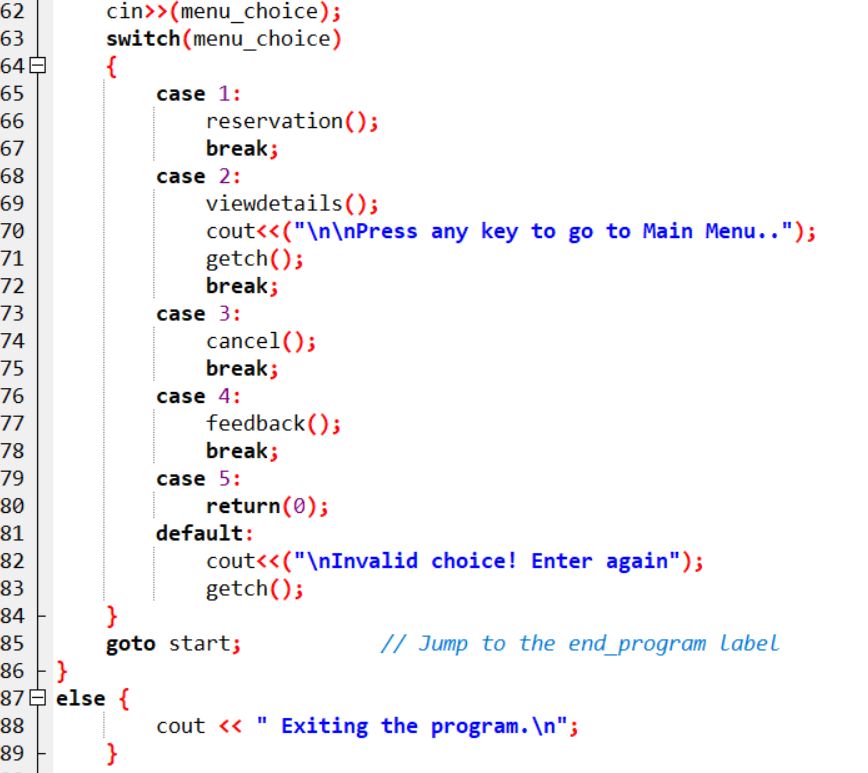 62 cin>>(menu_choice);
63 switch(menu_choice)
64 {
65 case 1:
66 reservation();
67 break;
68 case 2:
69 viewdetails();
70 cout<<("\n\nPress any key to go to Main Menu..");
71 getch();
72 break;
73 case 3:
74 cancel();
75 break;
76 case 4:
77 feedback();
78 break;
79 case 5:
80 return(0);
81 default:
82 cout<<("\nInvalid choice! Enter again");
83 getch();
84 }
85 goto start; // Jump to the end_program label
86 }
87 else {
88 cout << " Exiting the program.\n";
89 }